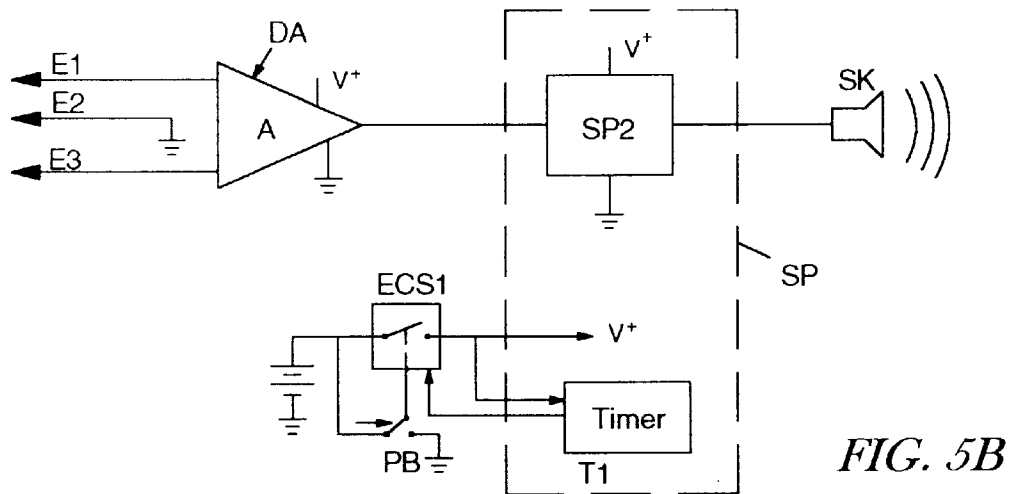 DA
E1
V+
E2
A
E3
V+
SP2
SK
SP
ECS1
V+
Timer
PB
T1
FIG. 5B